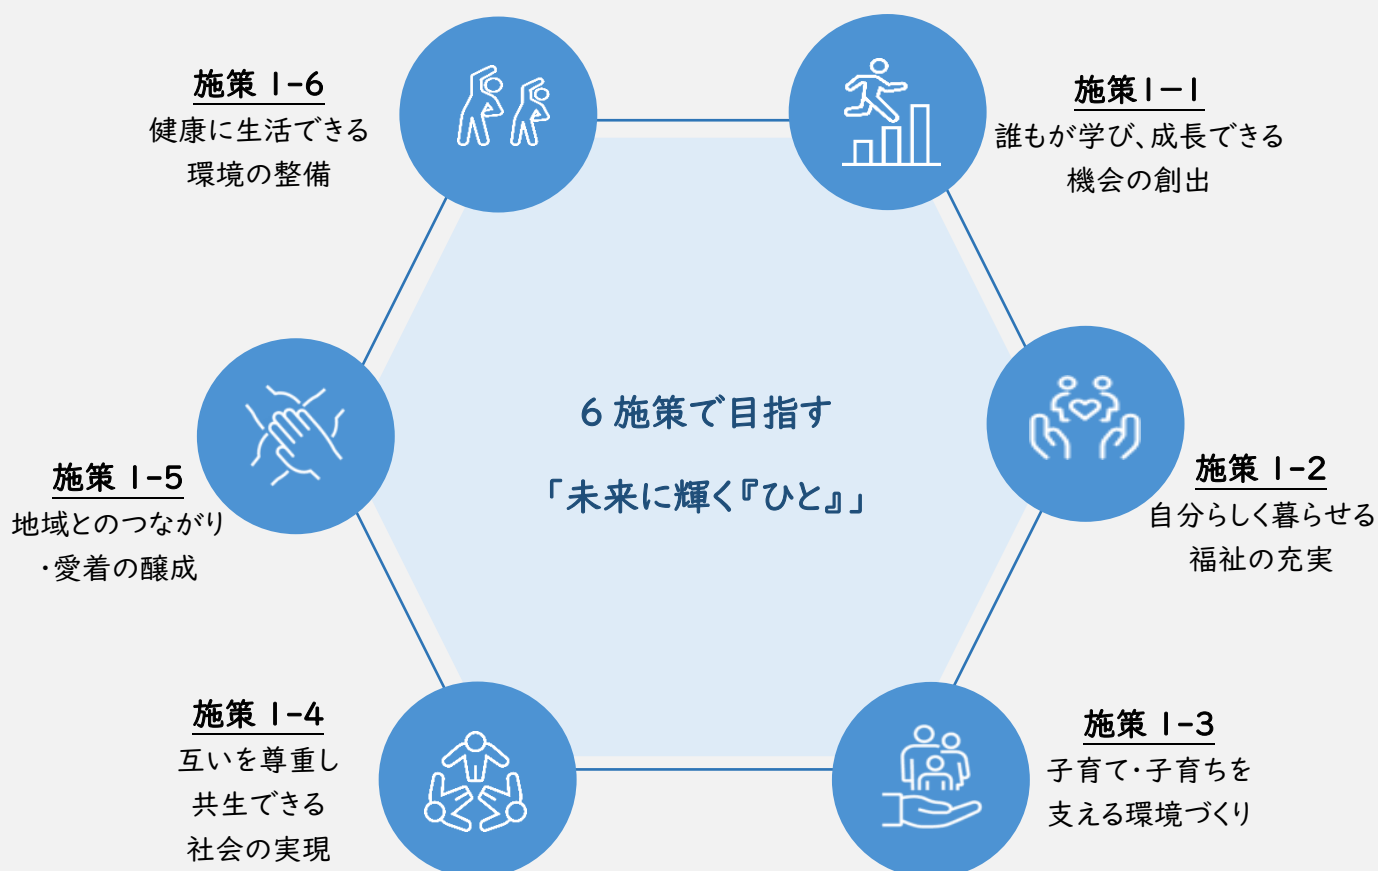 施策 1-6
健康に生活できる
環境の整備
施策1-1
誰もが学び、成長できる
機会の創出
6 施策で目指す
「未来に輝く『ひと』」
施策 1-5
地域とのつながり
・愛着の醸成
施策 1-2
自分らしく暮らせる
福祉の充実
施策 1-4
互いを尊重し
共生できる
社会の実現
施策 1-3
子育て・子育ちを
支える環境づくり